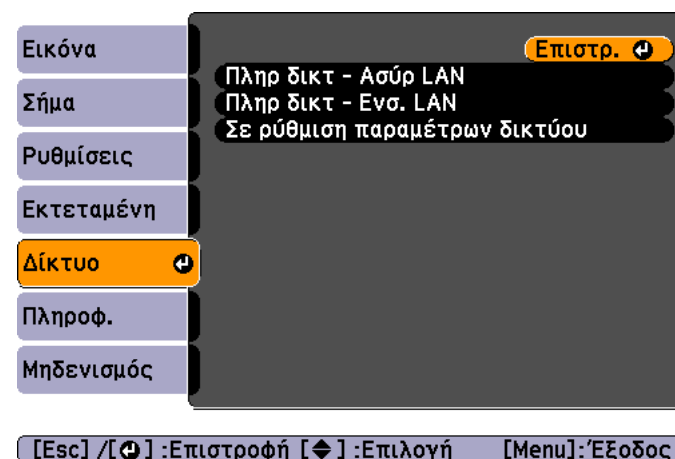 Εικόνα
Σήμα
Ρυθμίσεις
Εκτεταμένη
Δίκτυο
Πληροφ.
Μηδενισμός
Επιστρ.
Πληρ δικτ - Ασύρ LAN
Πληρ δικτ - Ενσ. LAN
Σε ρύθμιση παραμέτρων δικτύου
[Esc] /[ ] :Επιστροφή [ ] :Επιλογή [Menu]:Έξοδος